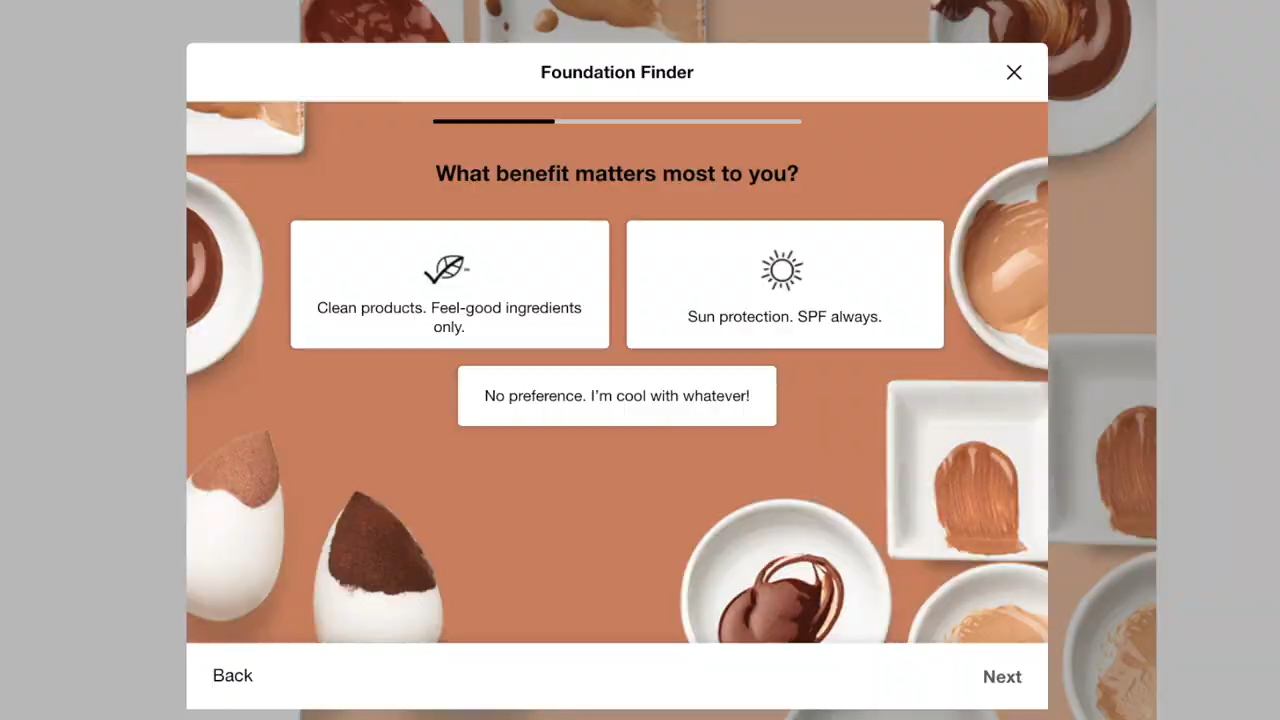 Foundation Finder
What benefit matters most to you?
Clean products. Feel-good ingredients
only.
Sun protection. SPF always.
No preference. I’m cool with whatever!
Back
Next